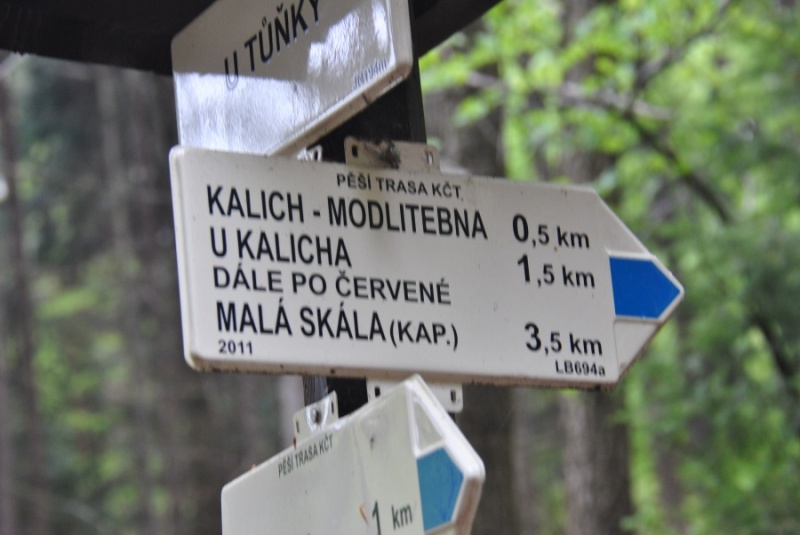 U TŮŇKY
PĚŠÍ TRASA KČT
KALICH - MODLITEBNA 0,5 km
U KALICHA 1,5 km
DÁLE PO ČERVENÉ
MALÁ SKÁLA (KAP.) 3,5 km
2011 LB694a
PĚŠÍ TRASA KČT
1 km